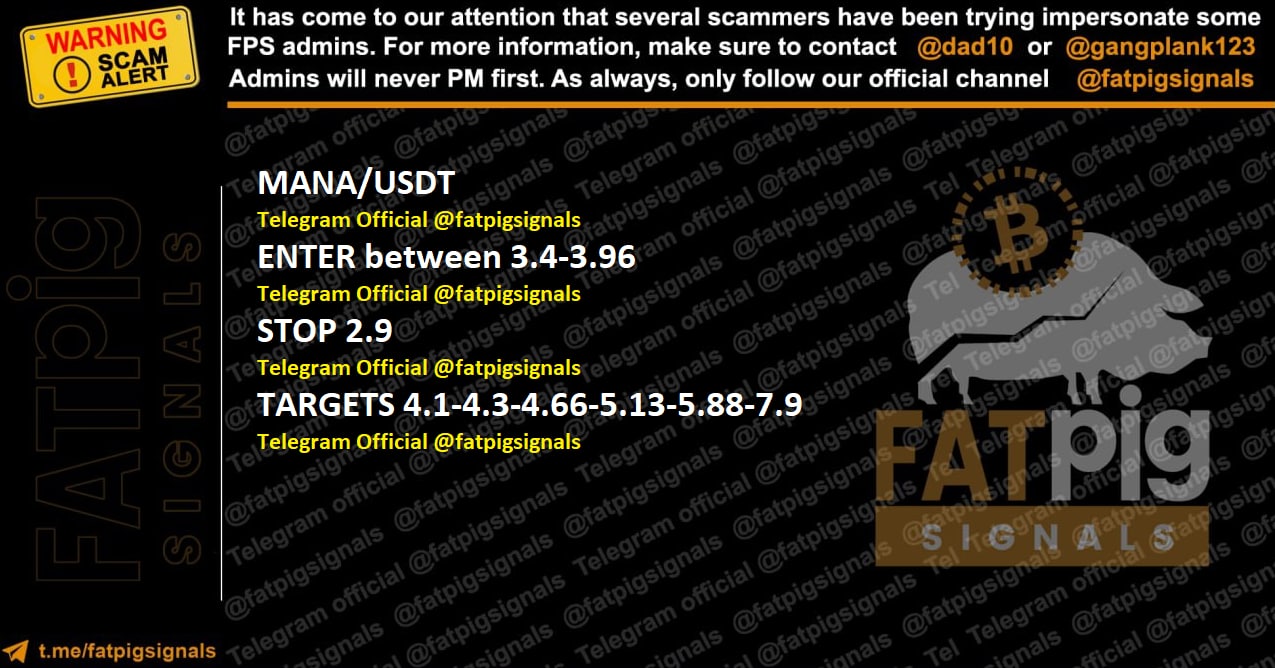 WARNING
SCAM
ALERT
It has come to our attention that several scammers have been trying impersonate some
FPS admins. For more information, make sure to contact @dad10 or @gangplank123
Admins will never PM first. As always, only follow our official channel @fatpigsignals
MANA/USDT
Telegram Official @fatpigsignals
ENTER between 3.4-3.96
Telegram Official @fatpigsignals
STOP 2.9
Telegram Official @fatpigsignals
TARGETS 4.1-4.3-4.66-5.13-5.88-7.9
Telegram Official @fatpigsignals
FATpig
SIGNALS
FATpig
SIGNALS
Telegram official @fatpigsignals
t.me/fatpigsignals